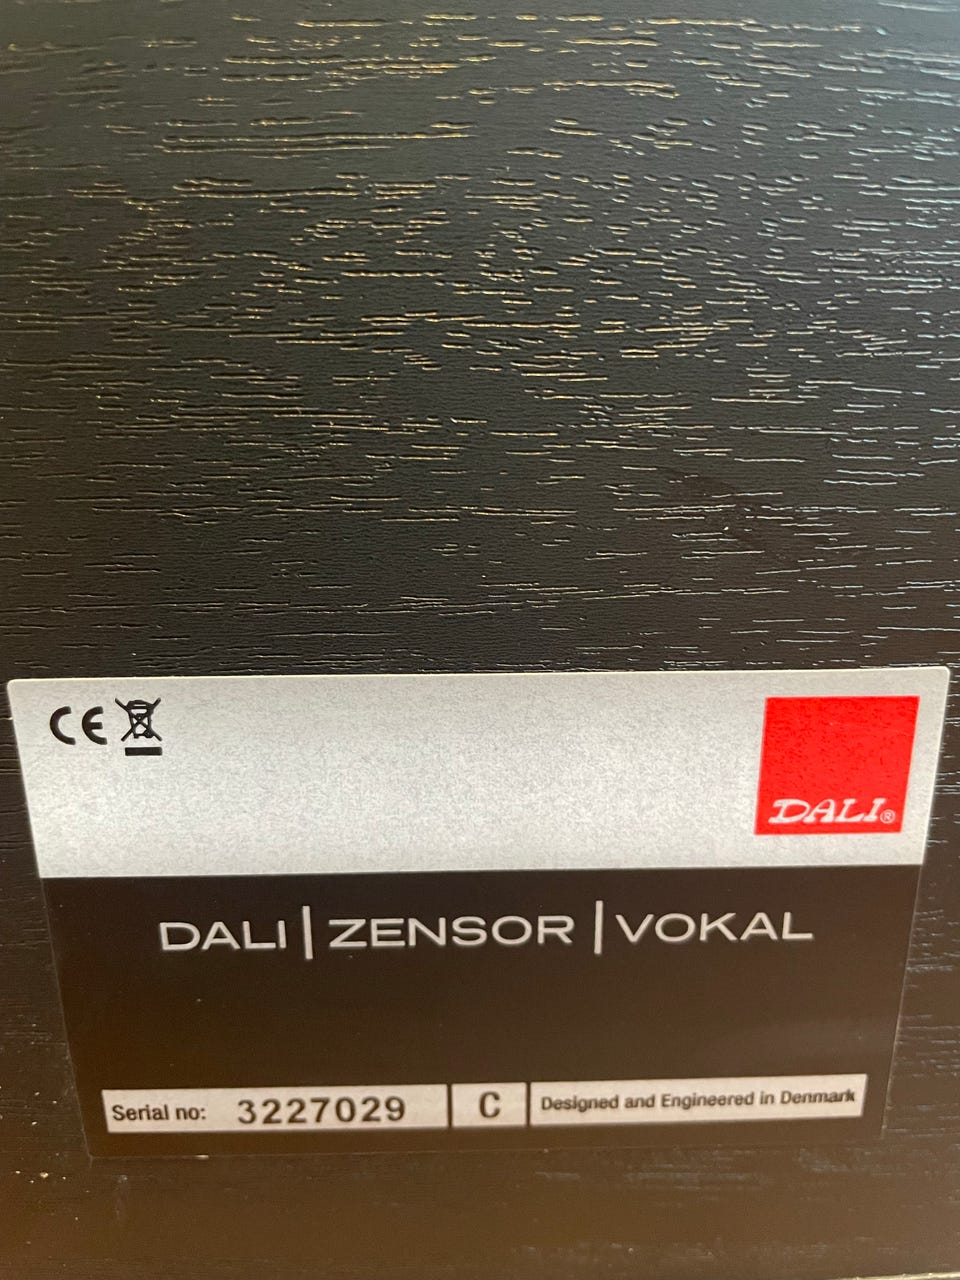 CE
DALI®
DALI|ZENSOR|VOKAL
Serial no: 3227029 C Designed and Engineered in Denmark